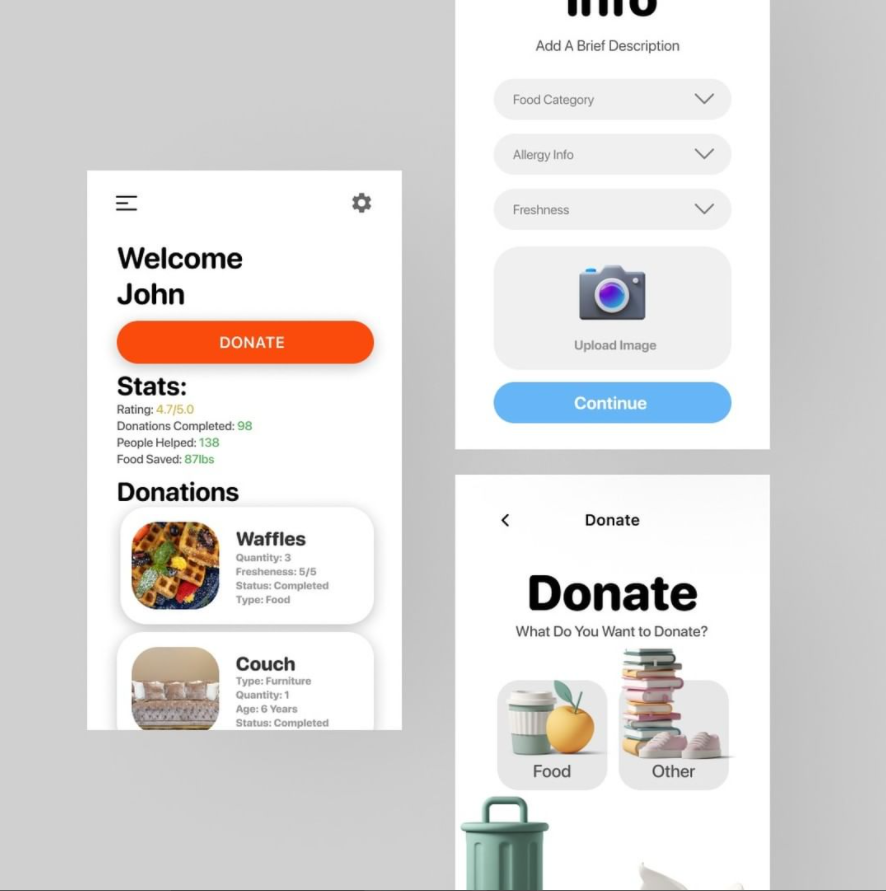 Info
Add A Brief Description
Food Category
Allergy Info
Freshness
Upload Image
Continue
Welcome
John
DONATE
Stats:
Rating: 4.7/5.0
Donations Completed: 98
People Helped: 138
Food Saved: 87lbs
Donations
Waffles
Quantity: 3
Fresheness: 5/5
Status: Completed
Type: Food
Couch
Type: Furniture
Quantity: 1
Age: 6 Years
Status: Completed
Donate
Donate
What Do You Want to Donate?
Food
Other